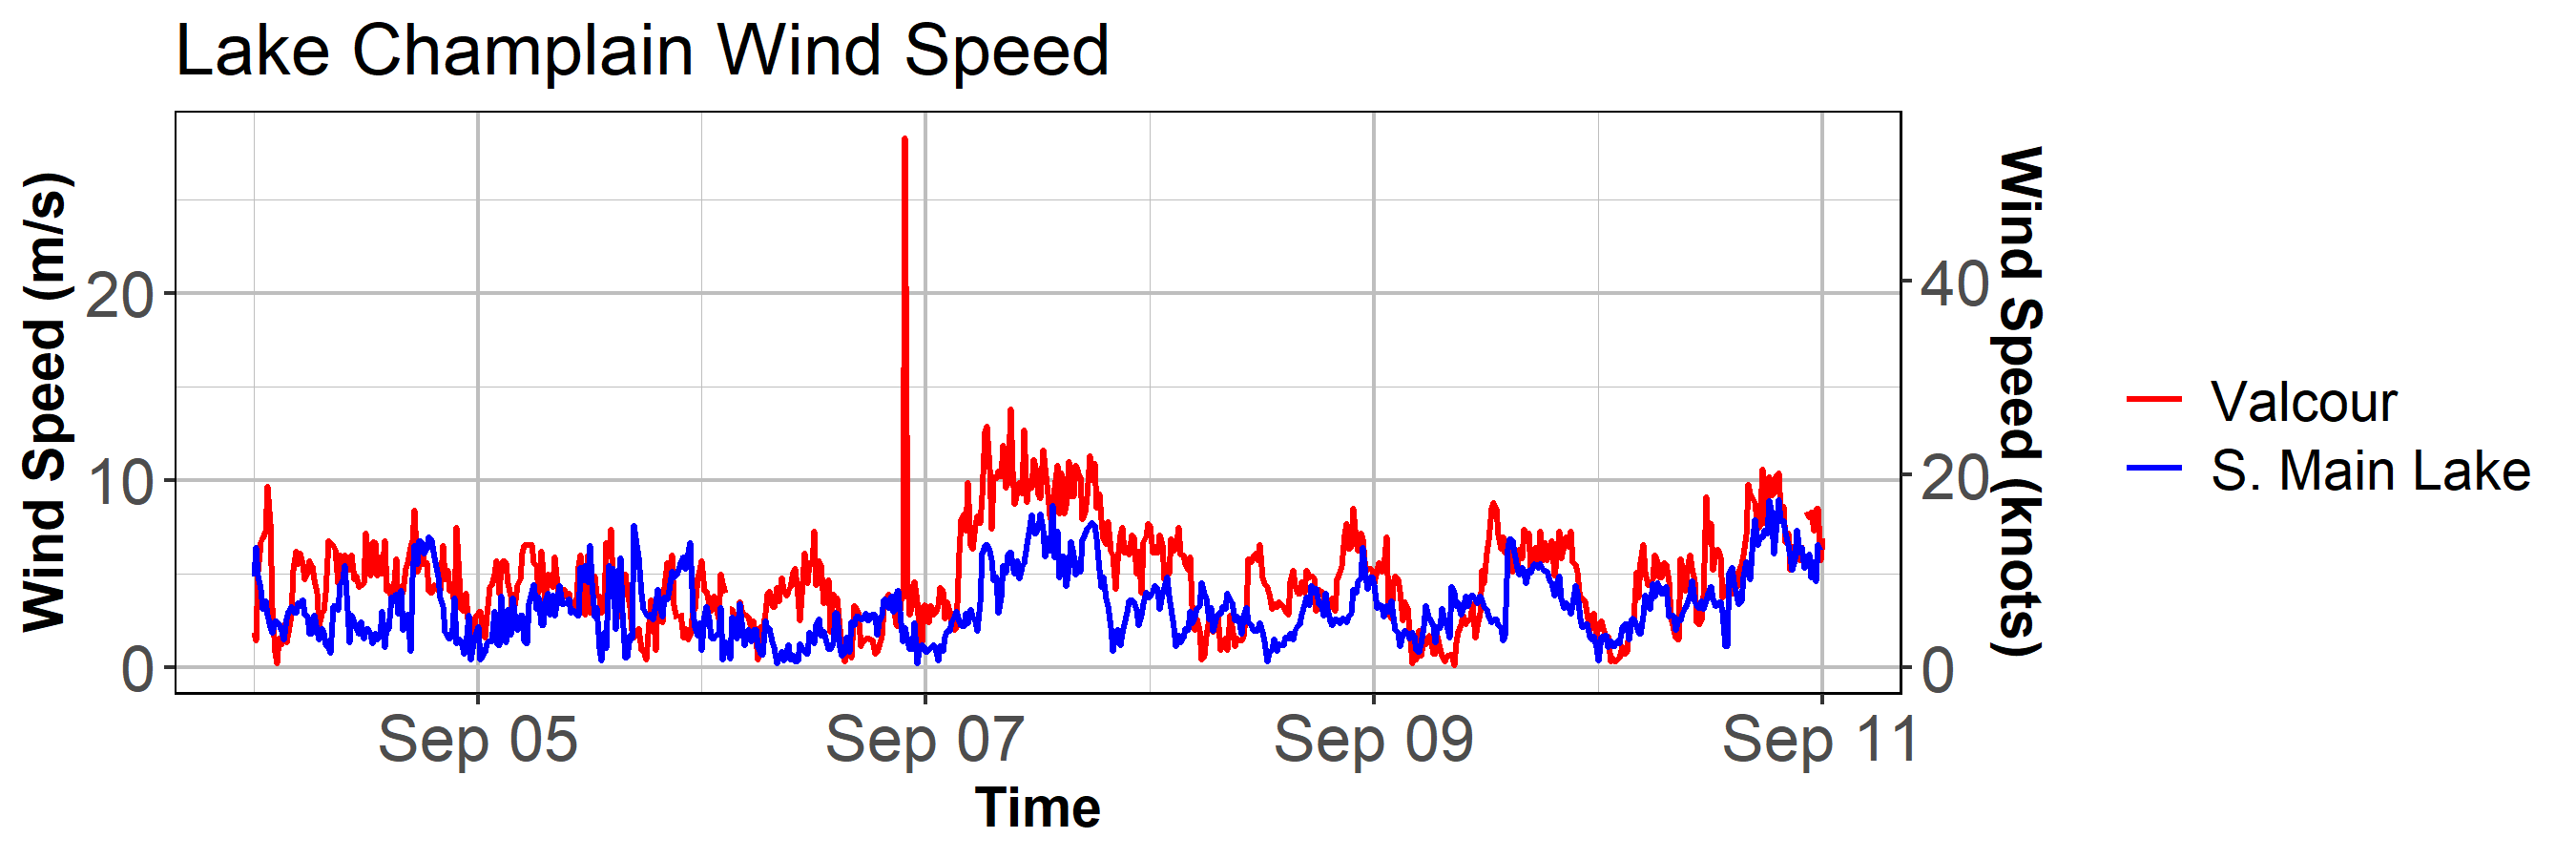 Lake Champlain Wind Speed
Wind Speed (m/s)
20
10
0
40
20
0
Wind Speed (knots)
Valcour
S. Main Lake
Sep 05
Sep 07
Sep 09
Sep 11
Time